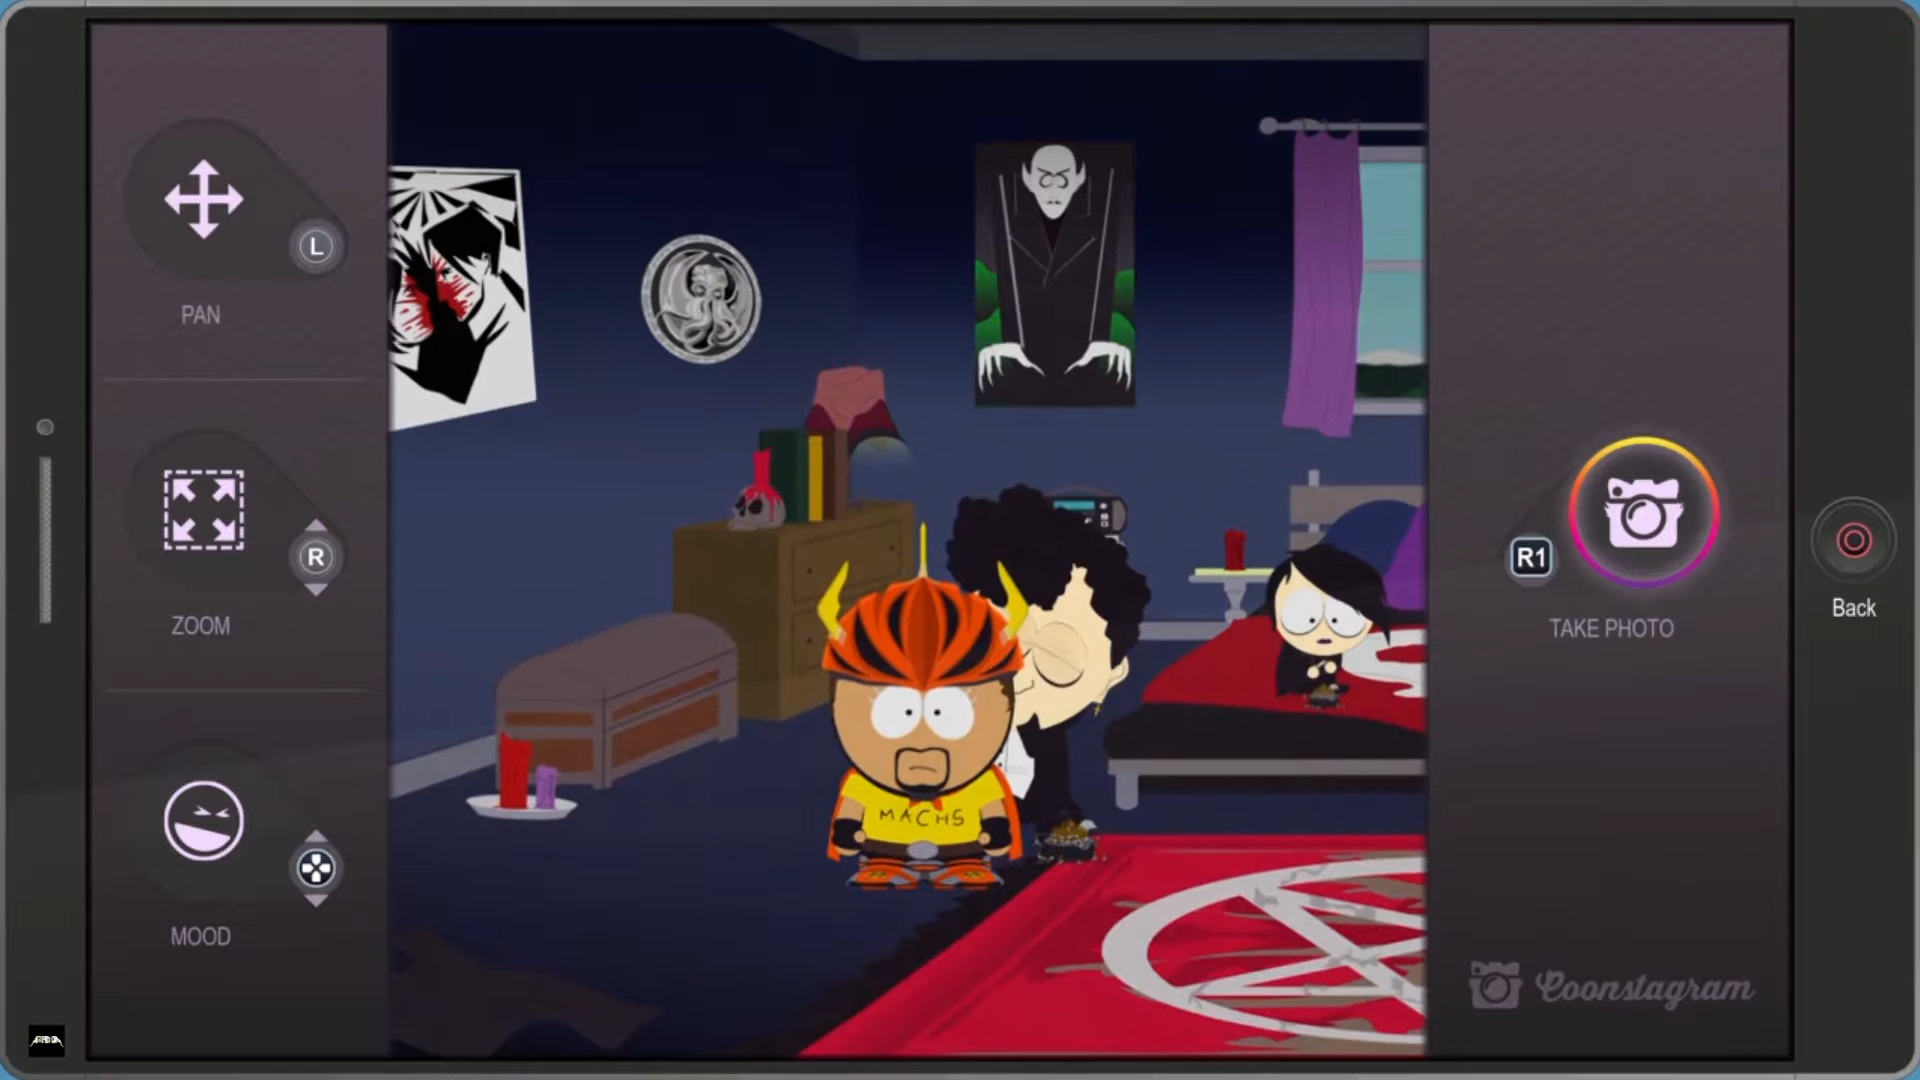 L
PAN
R
ZOOM
MOOD
MACHS
R1
TAKE PHOTO
Back
Coonstagram